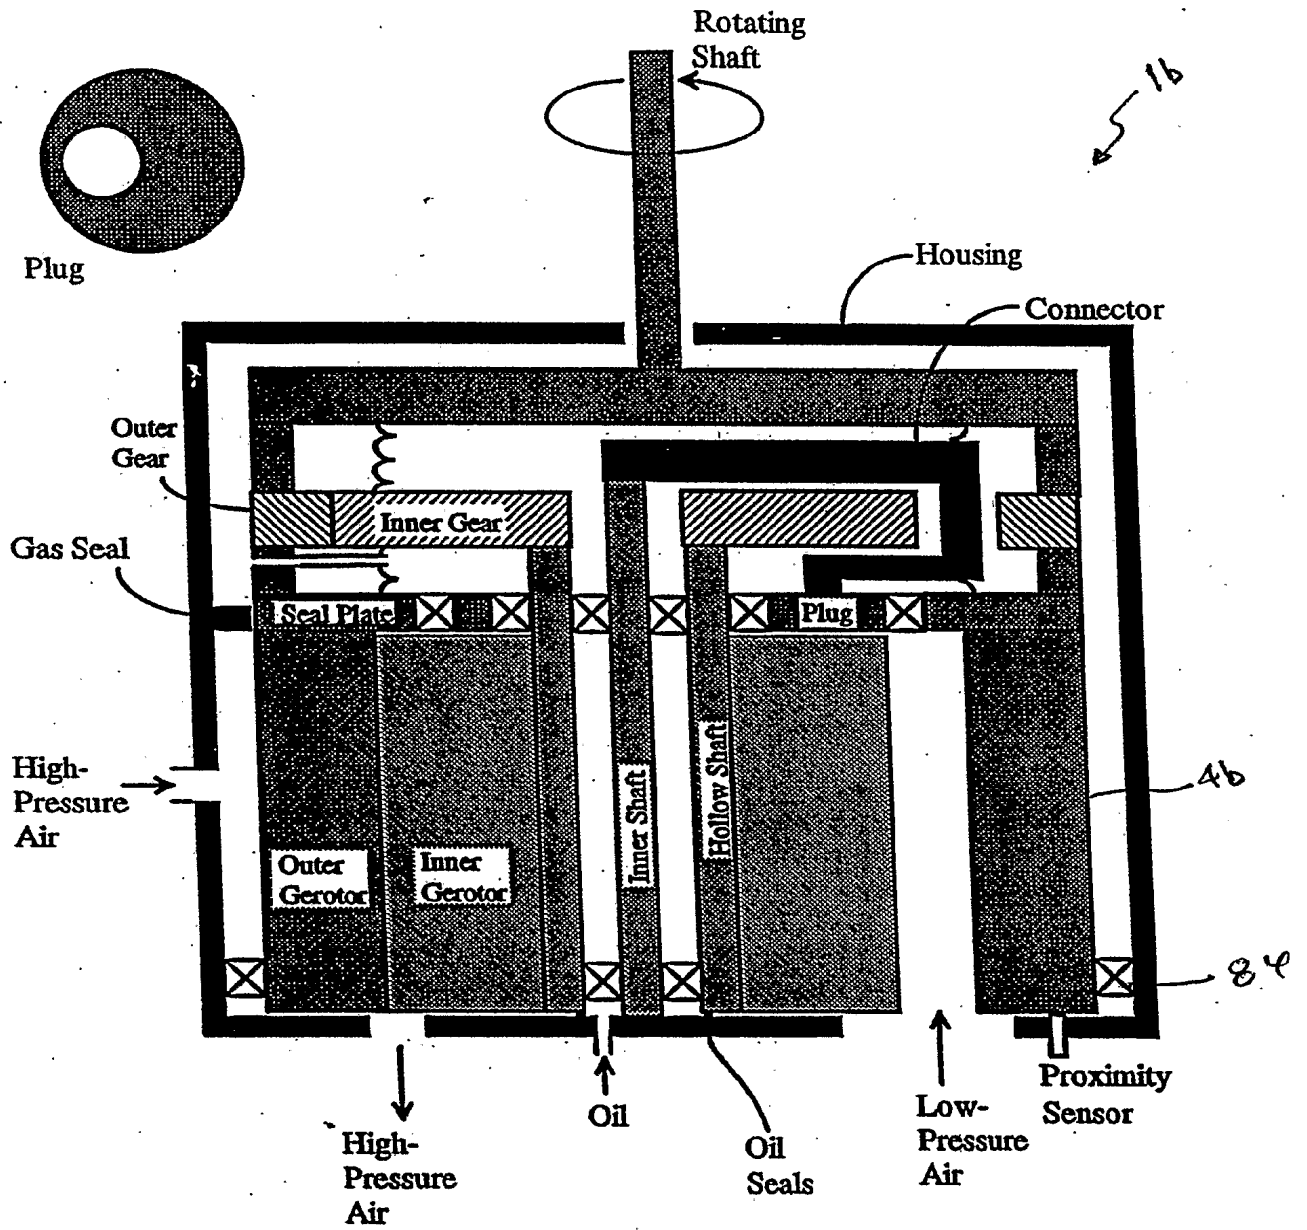 Rotating
Shaft
1b
Plug
Housing
Connector
Outer
Gear
Inner Gear
Gas Seal
Seal Plate
Plug
High-
Pressure
Air
Inner Shaft
Hollow Shaft
4b
Outer
Gerotor
Inner
Gerotor
84
Proximity
Sensor
Oil
Low-
Pressure
Air
High-
Pressure
Air
Oil
Seals